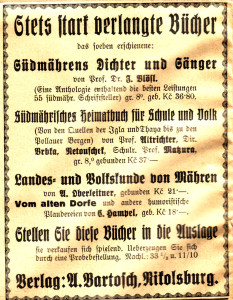 Stets stark verlangte Bücher
das soeben erschienene:
Südmährens Dichter und Sänger
von Prof. Dr. J. Blösl.
(Eine Anthologie enthaltend die besten Leistungen
55 südmähr. Schriftsteller) gr. 8º. geb. Kč 36·80,
Südmährisches Heimatbuch für Schule und Volk
(Von den Quellen der Igla und Thaya bis zu den
Pollauer Bergen) von Prof. Altrichter, Dir.
Vrbka, Netouschek, Schulr. Prof. Mazura.
gr. 8.º gebunden Kč 37—
Landes- und Volkskunde von Mähren
von A. Oberleitner, gebunden Kč 21—.
Vom alten Dorfe und andere humoristische
Plaudereien von E. Hampel, geb. Kč 18—.
Stellen Sie diese Bücher in die Auslage
sie verkaufen sich spielend. Ueberzeugen Sie sich
durch eine Probebestellung. Nachl.: 33 ⅓ u. 11/10
Verlag: A. Bartosch, Nikolsburg.